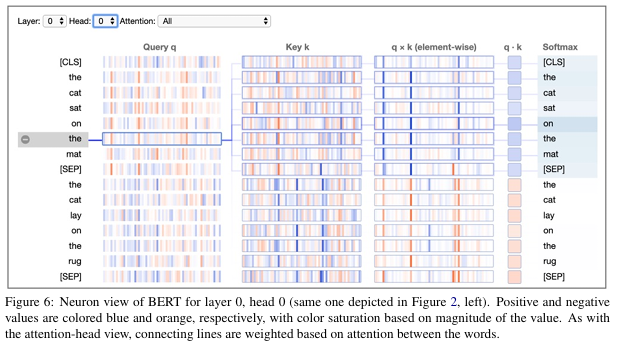 Layer: 0 Head: 0 Attention: All
Query q Key k q × k (element-wise) q · k Softmax
[CLS] [CLS]
the the
cat cat
sat sat
on on
the the
mat mat
[SEP] [SEP]
the the
cat cat
lay lay
on on
the the
rug rug
[SEP] [SEP]
Figure 6: Neuron view of BERT for layer 0, head 0 (same one depicted in Figure 2, left). Positive and negative
values are colored blue and orange, respectively, with color saturation based on magnitude of the value. As with
the attention-head view, connecting lines are weighted based on attention between the words.